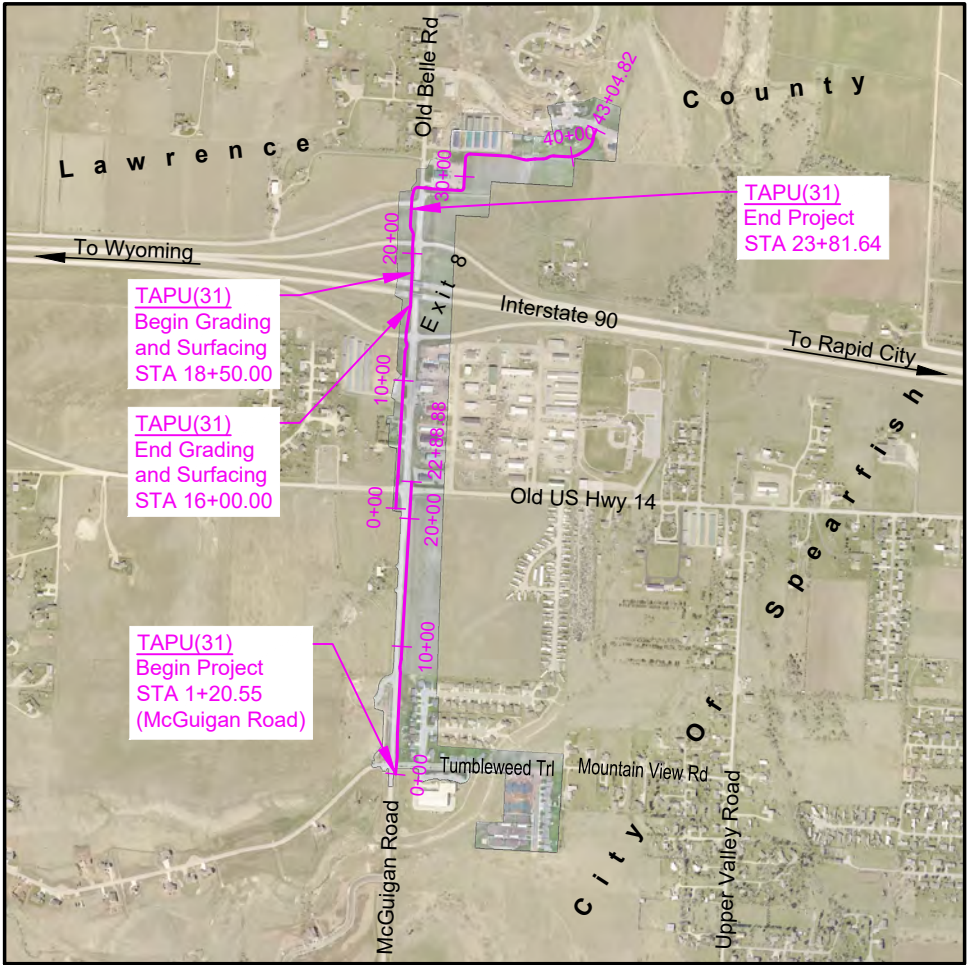 Old Belle Rd
Lawrence
County
43+04.82
40+00
30+00
TAPU(31)
End Project
STA 23+81.64
To Wyoming
20+00
Exit 8
Interstate 90
To Rapid City
TAPU(31)
Begin Grading
and Surfacing
STA 18+50.00
10+00
TAPU(31)
End Grading
and Surfacing
STA 16+00.00
22+88.88
Old US Hwy 14
0+00
20+00
City Of Spearfish
TAPU(31)
Begin Project
STA 1+20.55
(McGuigan Road)
10+00
0+00
Tumbleweed Trl
Mountain View Rd
McGuigan Road
Upper Valley Road